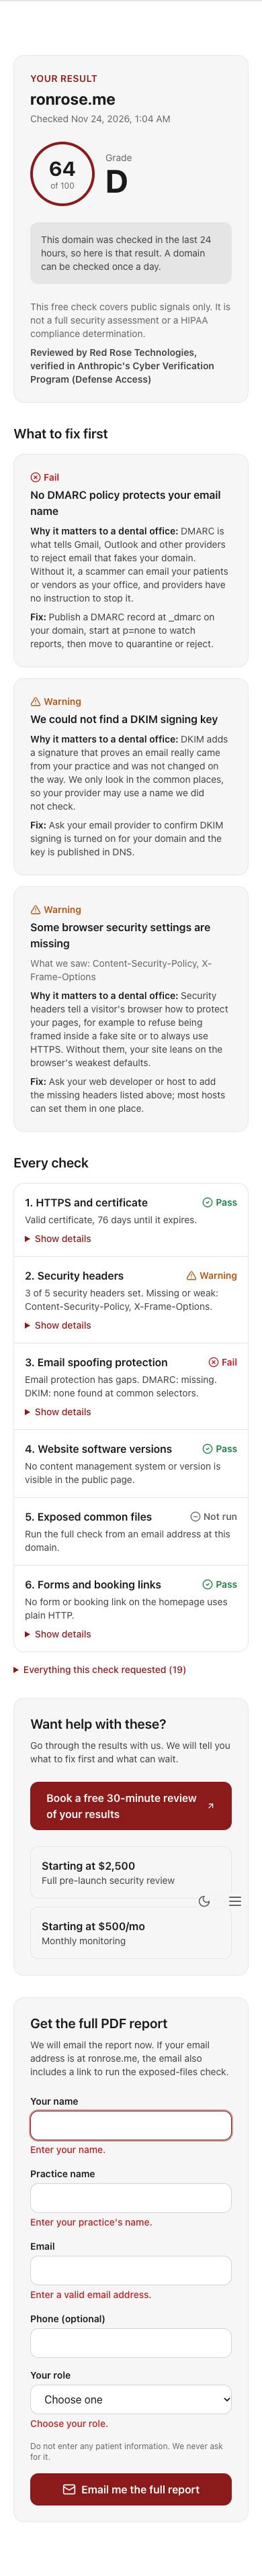 YOUR RESULT
ronrose.me
Checked Nov 24, 2026, 1:04 AM
64
of 100
Grade
D
This domain was checked in the last 24
hours, so here is that result. A domain
can be checked once a day.
This free check covers public signals only. It is
not a full security assessment or a HIPAA
compliance determination.
Reviewed by Red Rose Technologies,
verified in Anthropic's Cyber Verification
Program (Defense Access)
What to fix first
Fail
No DMARC policy protects your email
name
Why it matters to a dental office: DMARC is
what tells Gmail, Outlook and other providers
to reject email that fakes your domain.
Without it, a scammer can email your patients
or vendors as your office, and providers have
no instruction to stop it.
Fix: Publish a DMARC record at _dmarc on
your domain, start at p=none to watch
reports, then move to quarantine or reject.
Warning
We could not find a DKIM signing key
Why it matters to a dental office: DKIM adds
a signature that proves an email really came
from your practice and was not changed on
the way. We only look in the common places,
so your provider may use a name we did
not check.
Fix: Ask your email provider to confirm DKIM
signing is turned on for your domain and the
key is published in DNS.
Warning
Some browser security settings are
missing
What we saw: Content-Security-Policy, X-
Frame-Options
Why it matters to a dental office: Security
headers tell a visitor's browser how to protect
your pages, for example to refuse being
framed inside a fake site or to always use
HTTPS. Without them, your site leans on the
browser's weakest defaults.
Fix: Ask your web developer or host to add
the missing headers listed above; most hosts
can set them in one place.
Every check
1. HTTPS and certificate
Pass
Valid certificate, 76 days until it expires.
Show details
2. Security headers
Warning
3 of 5 security headers set. Missing or weak:
Content-Security-Policy, X-Frame-Options.
Show details
3. Email spoofing protection
Fail
Email protection has gaps. DMARC: missing.
DKIM: none found at common selectors.
Show details
4. Website software versions
Pass
No content management system or version is
visible in the public page.
5. Exposed common files
Not run
Run the full check from an email address at this
domain.
6. Forms and booking links
Pass
No form or booking link on the homepage uses
plain HTTP.
Show details
Everything this check requested (19)
Want help with these?
Go through the results with us. We will tell you
what to fix first and what can wait.
Book a free 30-minute review
of your results
Starting at $2,500
Full pre-launch security review
Starting at $500/mo
Monthly monitoring
Get the full PDF report
We will email the report now. If your email
address is at ronrose.me, the email also
includes a link to run the exposed-files check.
Your name
Enter your name.
Practice name
Enter your practice's name.
Email
Enter a valid email address.
Phone (optional)
Your role
Choose one
Choose your role.
Do not enter any patient information. We never ask
for it.
Email me the full report